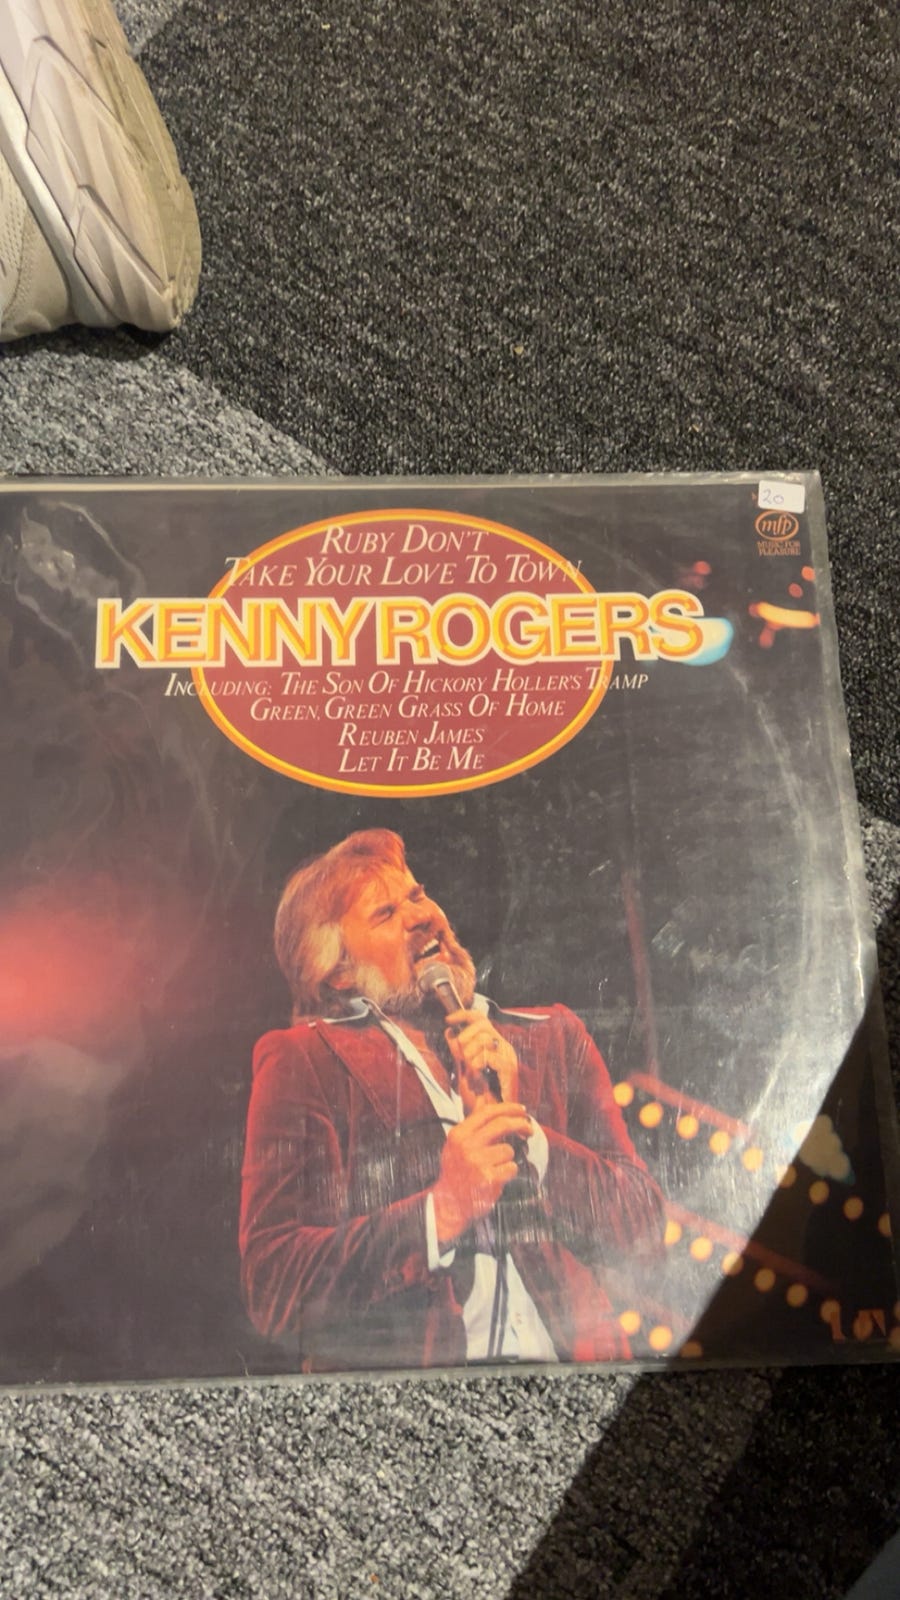 20
mfp
MUSIC FOR
PLEASURE
RUBY DON'T
TAKE YOUR LOVE TO TOWN
KENNY ROGERS
INCLUDING: THE SON OF HICKORY HOLLER'S TRAMP
GREEN, GREEN GRASS OF HOME
REUBEN JAMES
LET IT BE ME